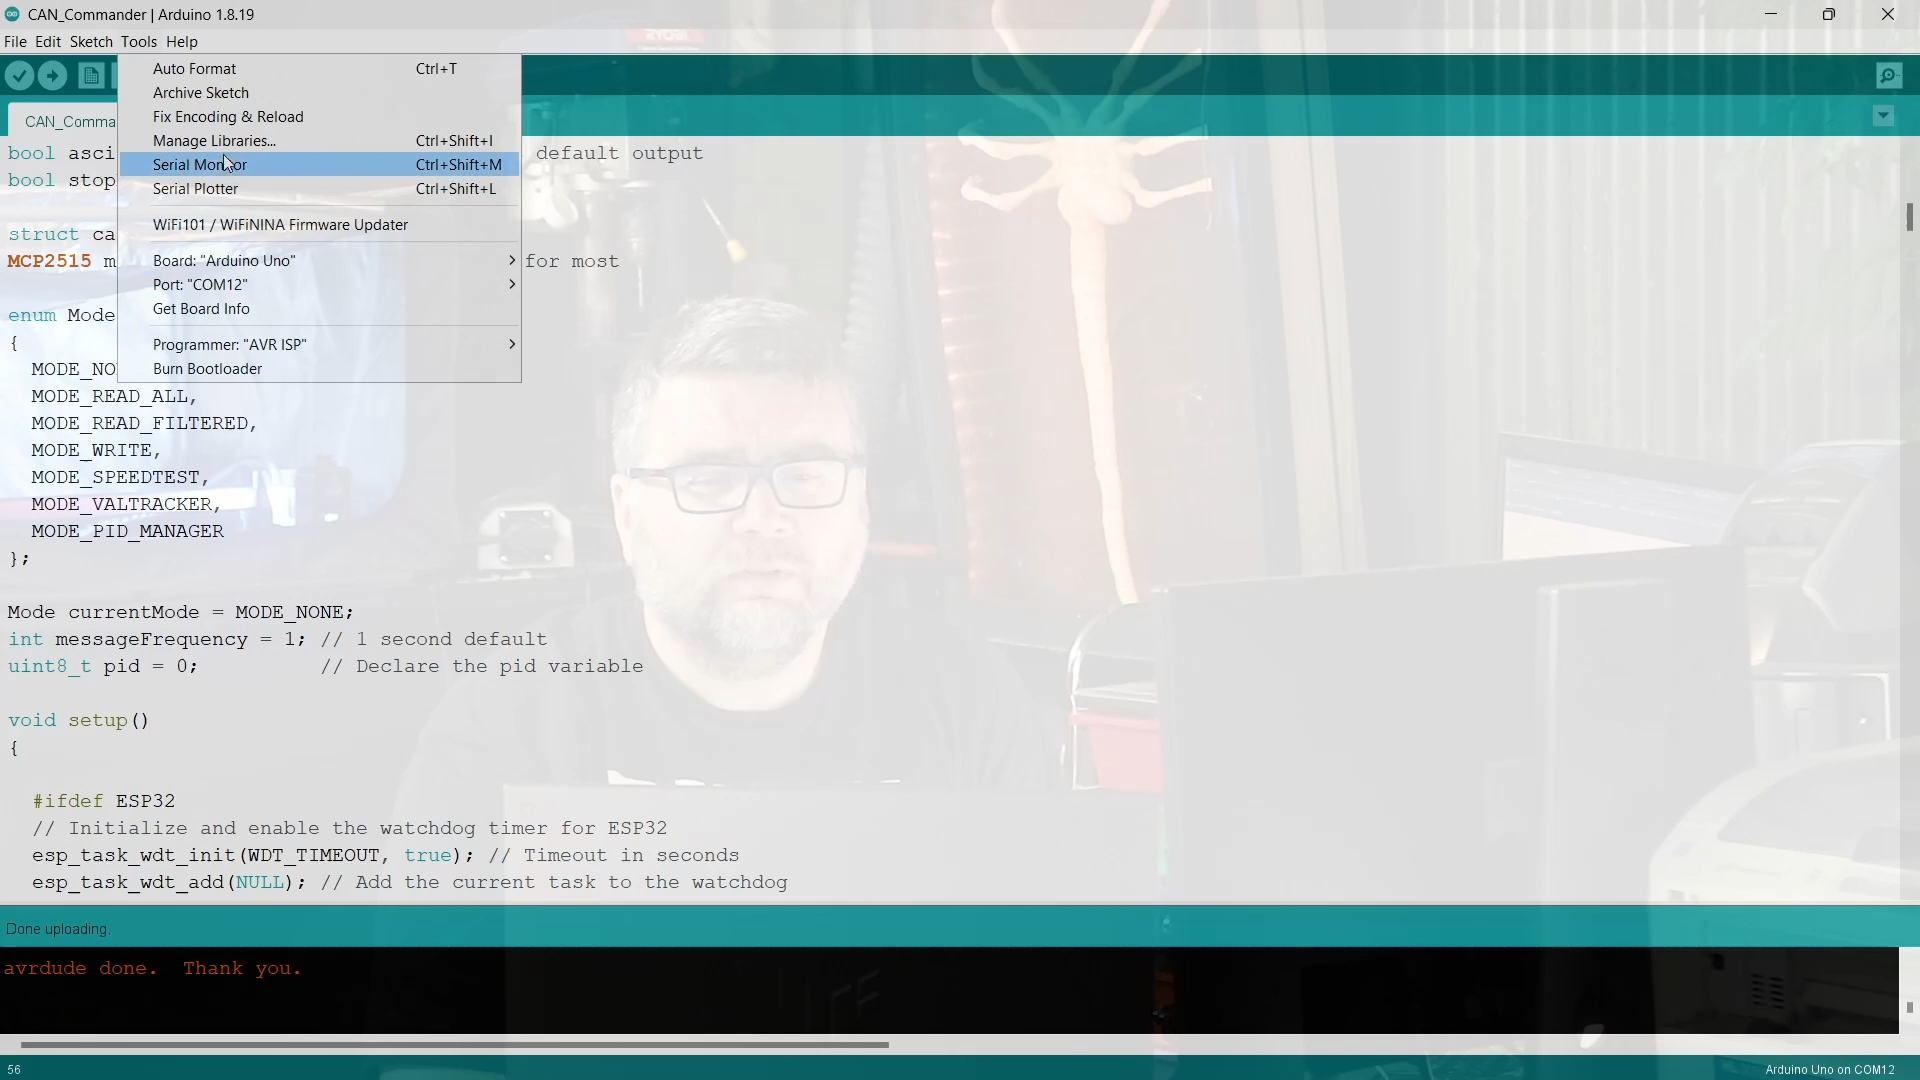 CAN_Commander | Arduino 1.8.19
File Edit Sketch Tools Help
Auto Format Ctrl+T
Archive Sketch
Fix Encoding & Reload
Manage Libraries... Ctrl+Shift+I
Serial Monitor Ctrl+Shift+M
Serial Plotter Ctrl+Shift+L
WiFi101 / WiFiNINA Firmware Updater
Board: "Arduino Uno"
Port: "COM12"
Get Board Info
Programmer: "AVR ISP"
Burn Bootloader
CAN_Comma
bool asci default output
bool stop
struct ca
MCP2515 m for most
enum Mode
{
MODE_NO
MODE_READ_ALL,
MODE_READ_FILTERED,
MODE_WRITE,
MODE_SPEEDTEST,
MODE_VALTRACKER,
MODE_PID_MANAGER
};
Mode currentMode = MODE_NONE;
int messageFrequency = 1; // 1 second default
uint8_t pid = 0; // Declare the pid variable
void setup()
{
#ifdef ESP32
// Initialize and enable the watchdog timer for ESP32
esp_task_wdt_init(WDT_TIMEOUT, true); // Timeout in seconds
esp_task_wdt_add(NULL); // Add the current task to the watchdog
Done uploading.
avrdude done. Thank you.
56
Arduino Uno on COM12
RYOBI